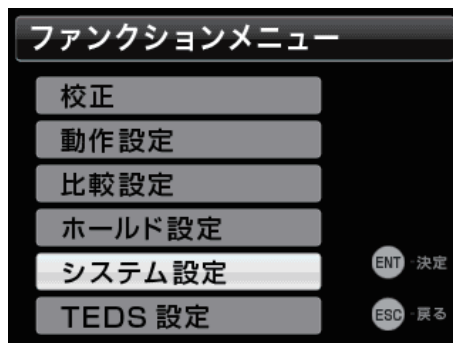 ファンクションメニュー
校正
動作設定
比較設定
ホールド設定
システム設定
TEDS 設定
ENT - 決定
ESC - 戻る